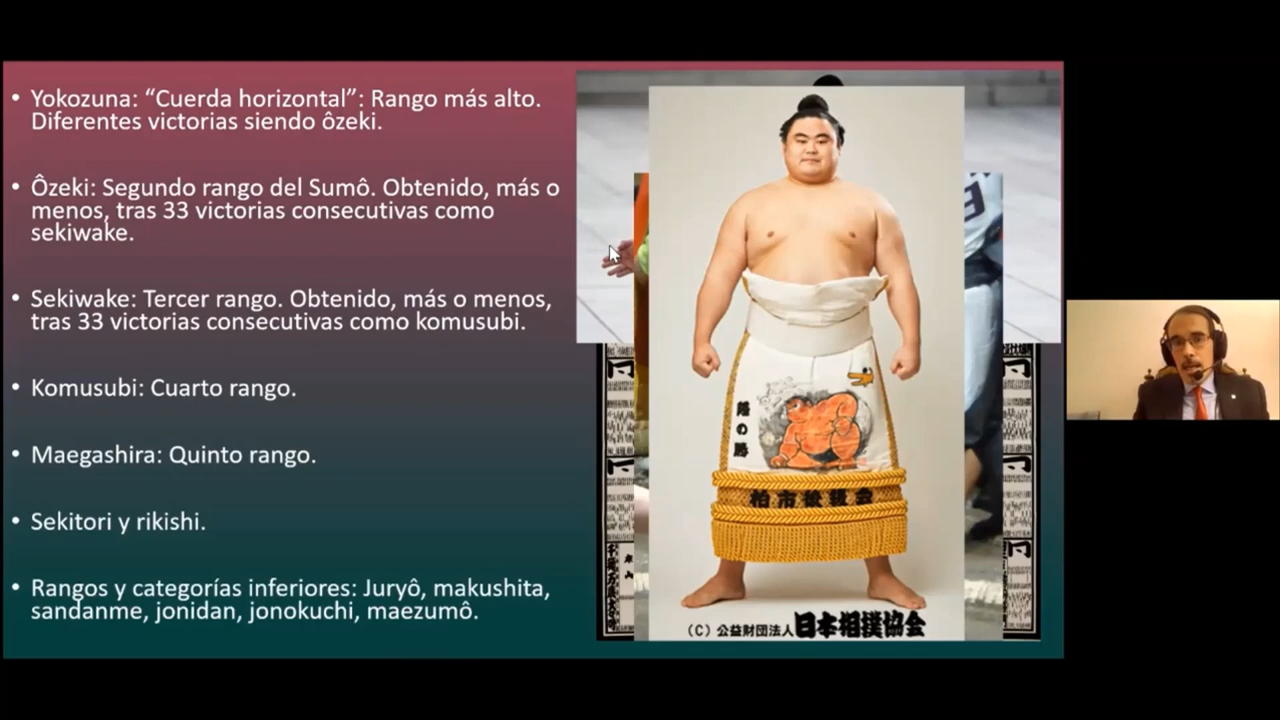 • Yokozuna: “Cuerda horizontal”: Rango más alto.
Diferentes victorias siendo ôzeki.
• Ôzeki: Segundo rango del Sumô. Obtenido, más o
menos, tras 33 victorias consecutivas como
sekiwake.
• Sekiwake: Tercer rango. Obtenido, más o menos,
tras 33 victorias consecutivas como komusubi.
• Komusubi: Cuarto rango.
• Maegashira: Quinto rango.
• Sekitori y rikishi.
• Rangos y categorías inferiores: Juryô, makushita,
sandanme, jonidan, jonokuchi, maezumô.
隆の勝
柏市後援会
（C）公益財団法人日本相撲協会